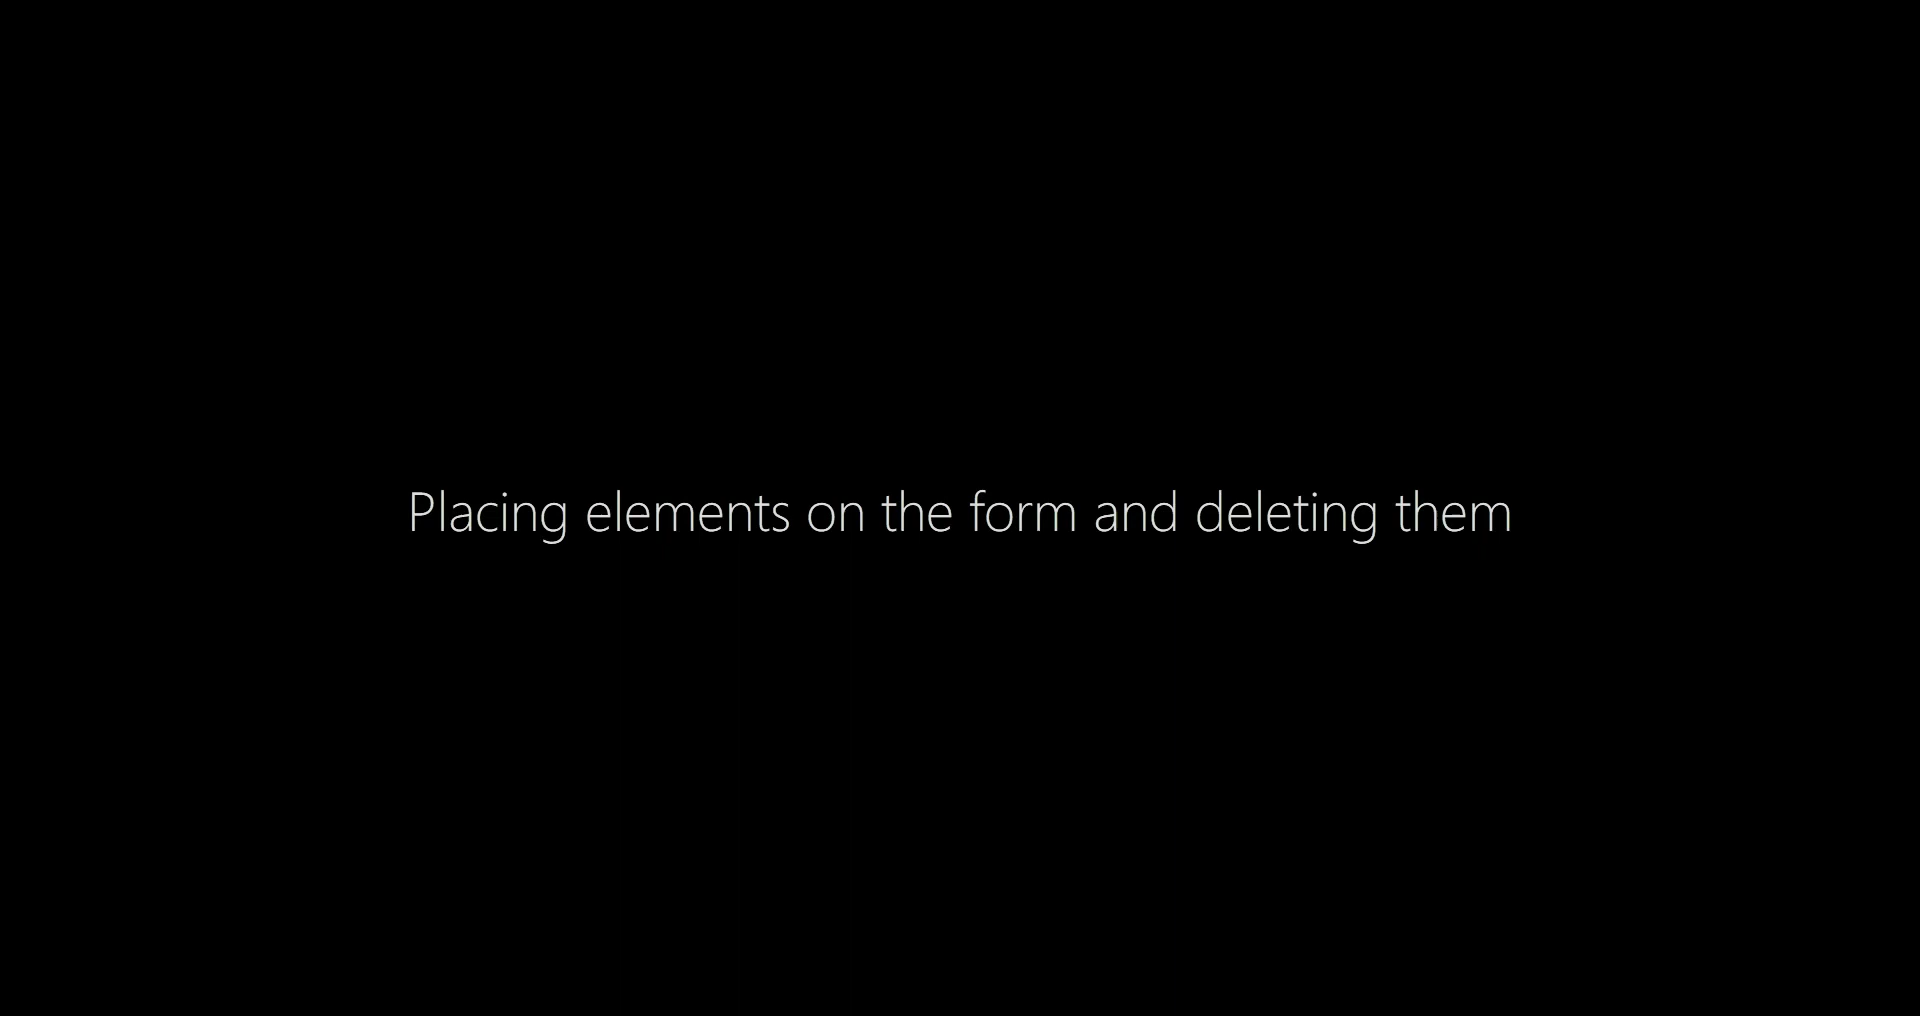 Placing elements on the form and deleting them